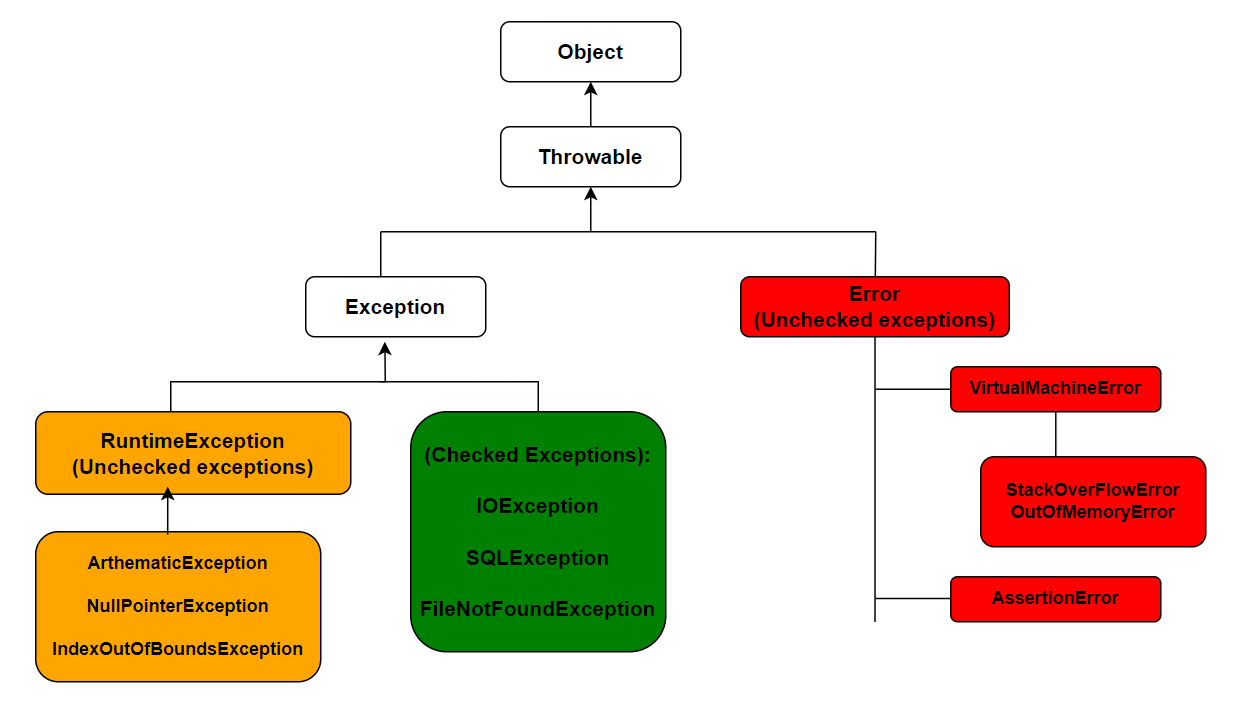 Object
Throwable
Exception
Error
(Unchecked exceptions)
RuntimeException
(Unchecked exceptions)
ArthematicException
NullPointerException
IndexOutOfBoundsException
(Checked Exceptions):
IOException
SQLException
FileNotFoundException
VirtualMachineError
StackOverFlowError
OutOfMemoryError
AssertionError